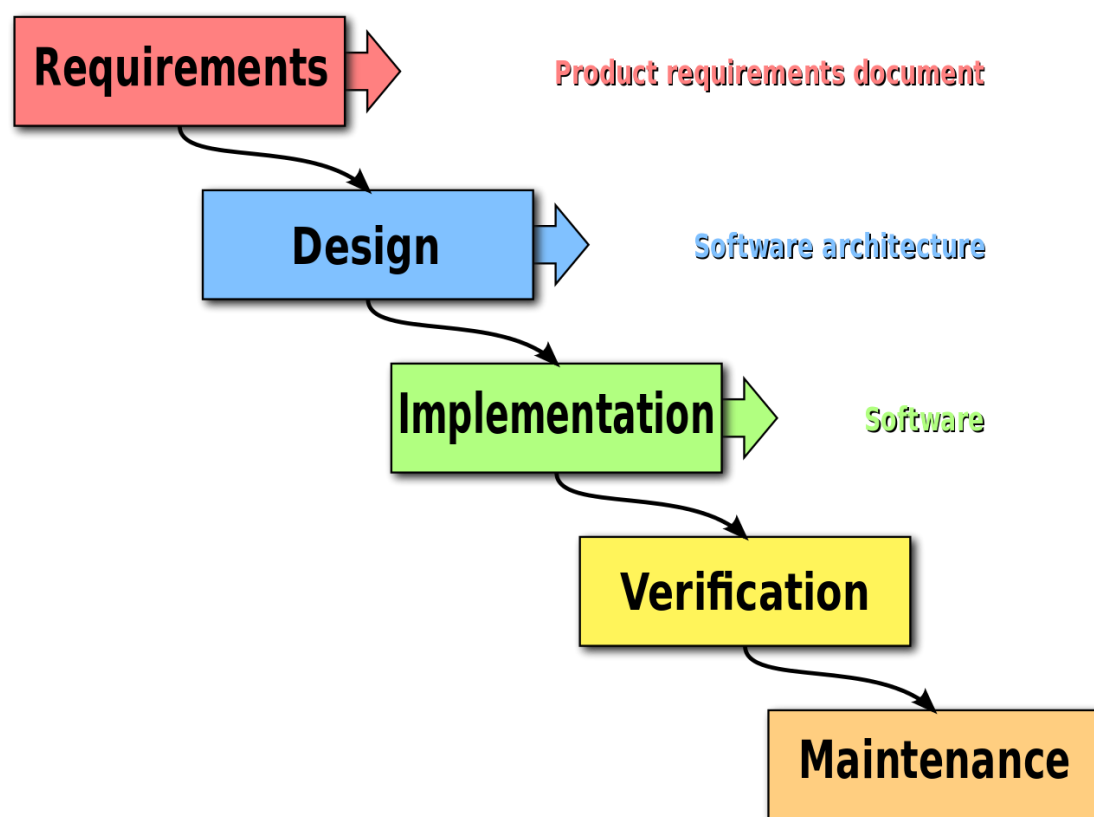 Requirements
Product requirements document
Design
Software architecture
Implementation
Software
Verification
Maintenance